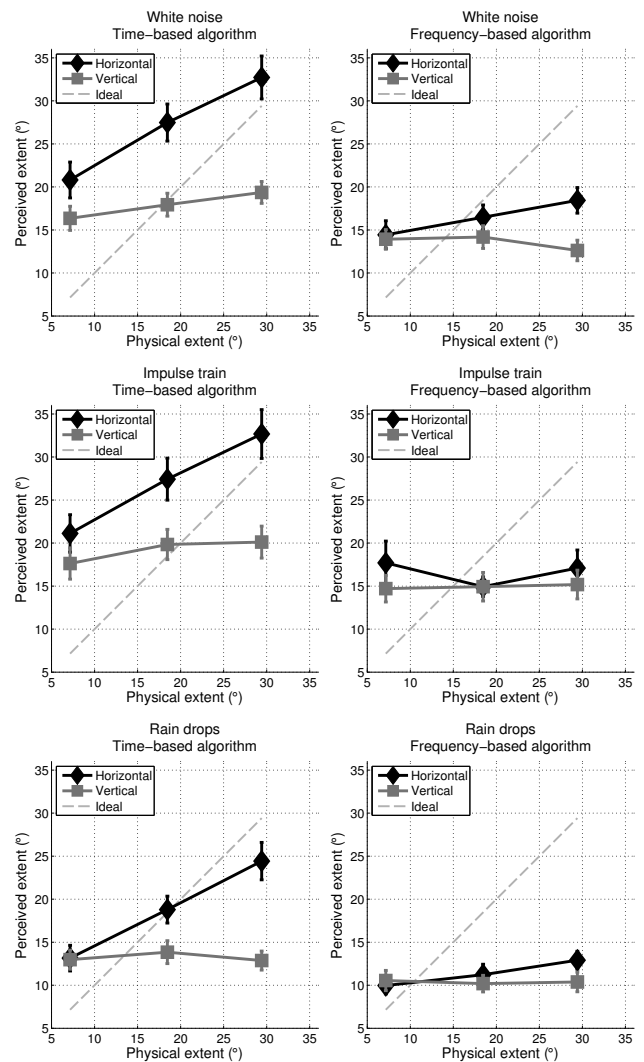 White noise
Time−based algorithm
Horizontal
Vertical
Ideal
35
30
25
20
15
10
5
5 10 15 20 25 30 35
Perceived extent (°)
Physical extent (°)
White noise
Frequency−based algorithm
Horizontal
Vertical
Ideal
35
30
25
20
15
10
5
5 10 15 20 25 30 35
Perceived extent (°)
Physical extent (°)
Impulse train
Time−based algorithm
Horizontal
Vertical
Ideal
35
30
25
20
15
10
5
5 10 15 20 25 30 35
Perceived extent (°)
Physical extent (°)
Impulse train
Frequency−based algorithm
Horizontal
Vertical
Ideal
35
30
25
20
15
10
5
5 10 15 20 25 30 35
Perceived extent (°)
Physical extent (°)
Rain drops
Time−based algorithm
Horizontal
Vertical
Ideal
35
30
25
20
15
10
5
5 10 15 20 25 30 35
Perceived extent (°)
Physical extent (°)
Rain drops
Frequency−based algorithm
Horizontal
Vertical
Ideal
35
30
25
20
15
10
5
5 10 15 20 25 30 35
Perceived extent (°)
Physical extent (°)